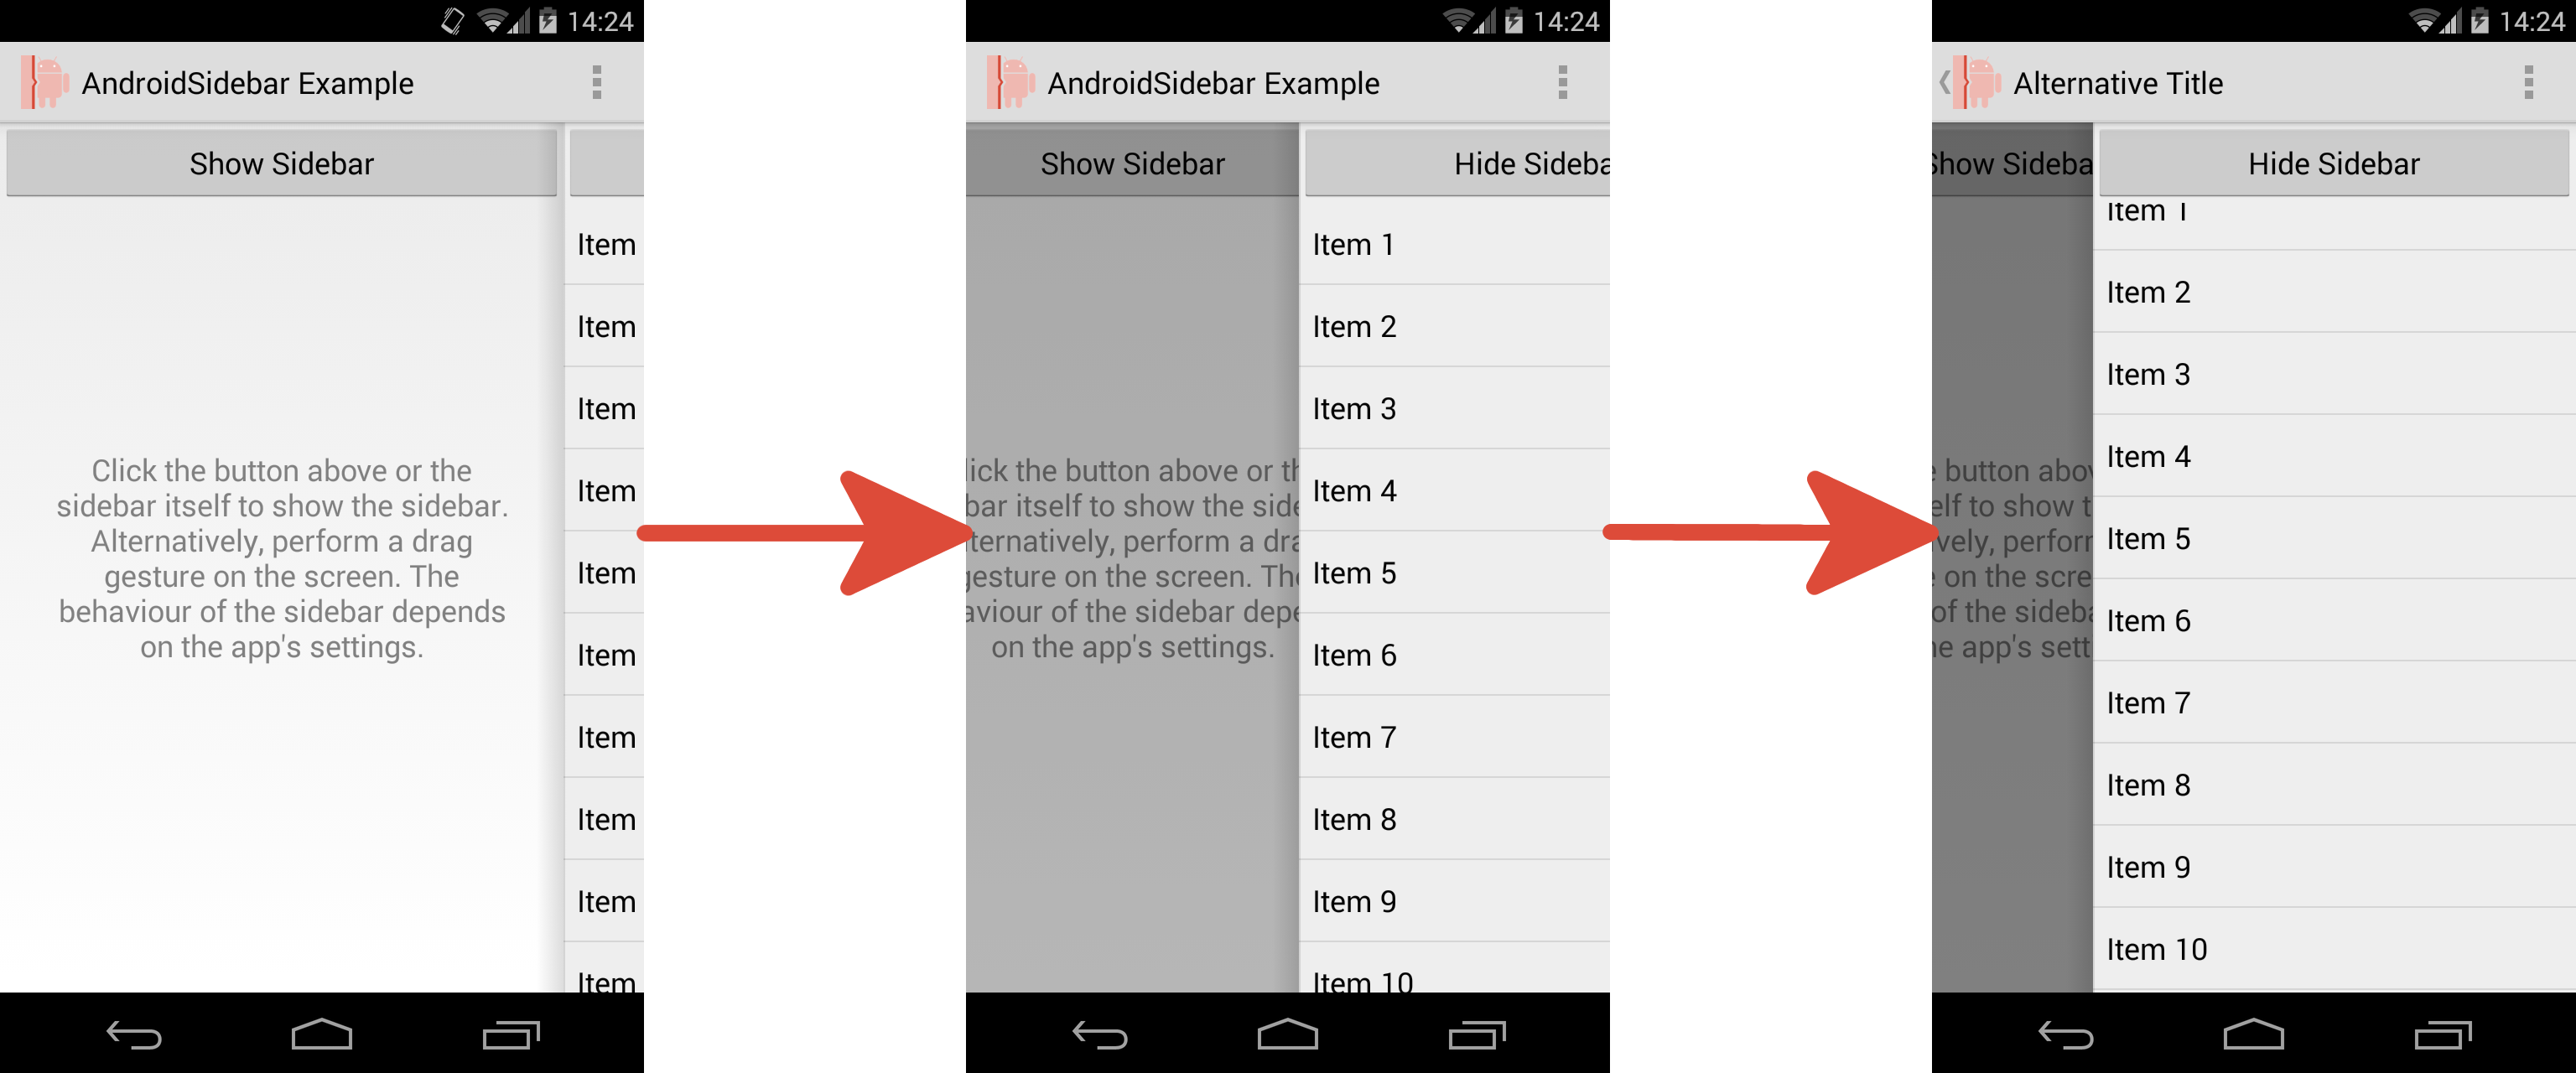 14:24
AndroidSidebar Example
Show Sidebar
Item
Item
Item
Item
Item
Item
Item
Item
Item
Item
Click the button above or the
sidebar itself to show the sidebar.
Alternatively, perform a drag
gesture on the screen. The
behaviour of the sidebar depends
on the app's settings.
14:24
AndroidSidebar Example
Show Sidebar
lick the button above or th
bar itself to show the side
ternatively, perform a dra
gesture on the screen. The
aviour of the sidebar depe
on the app's settings.
Hide Sideba
Item 1
Item 2
Item 3
Item 4
Item 5
Item 6
Item 7
Item 8
Item 9
Item 10
14:24
Alternative Title
Show Sideba
e button abov
elf to show t
vely, perforr
e on the scre
of the sideba
ne app's sett
Hide Sidebar
Item 1
Item 2
Item 3
Item 4
Item 5
Item 6
Item 7
Item 8
Item 9
Item 10